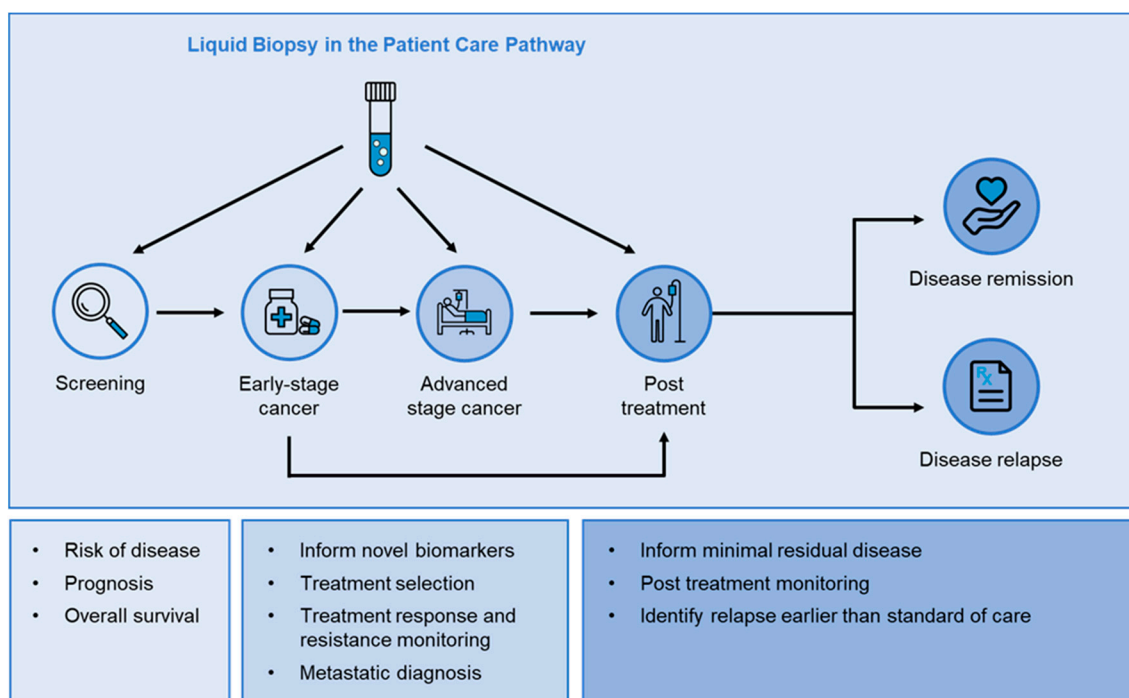 Liquid Biopsy in the Patient Care Pathway
Screening
Early-stage
cancer
Advanced
stage cancer
Post
treatment
Disease remission
Rx
Disease relapse
• Risk of disease
• Prognosis
• Overall survival
• Inform novel biomarkers
• Treatment selection
• Treatment response and
resistance monitoring
• Metastatic diagnosis
• Inform minimal residual disease
• Post treatment monitoring
• Identify relapse earlier than standard of care